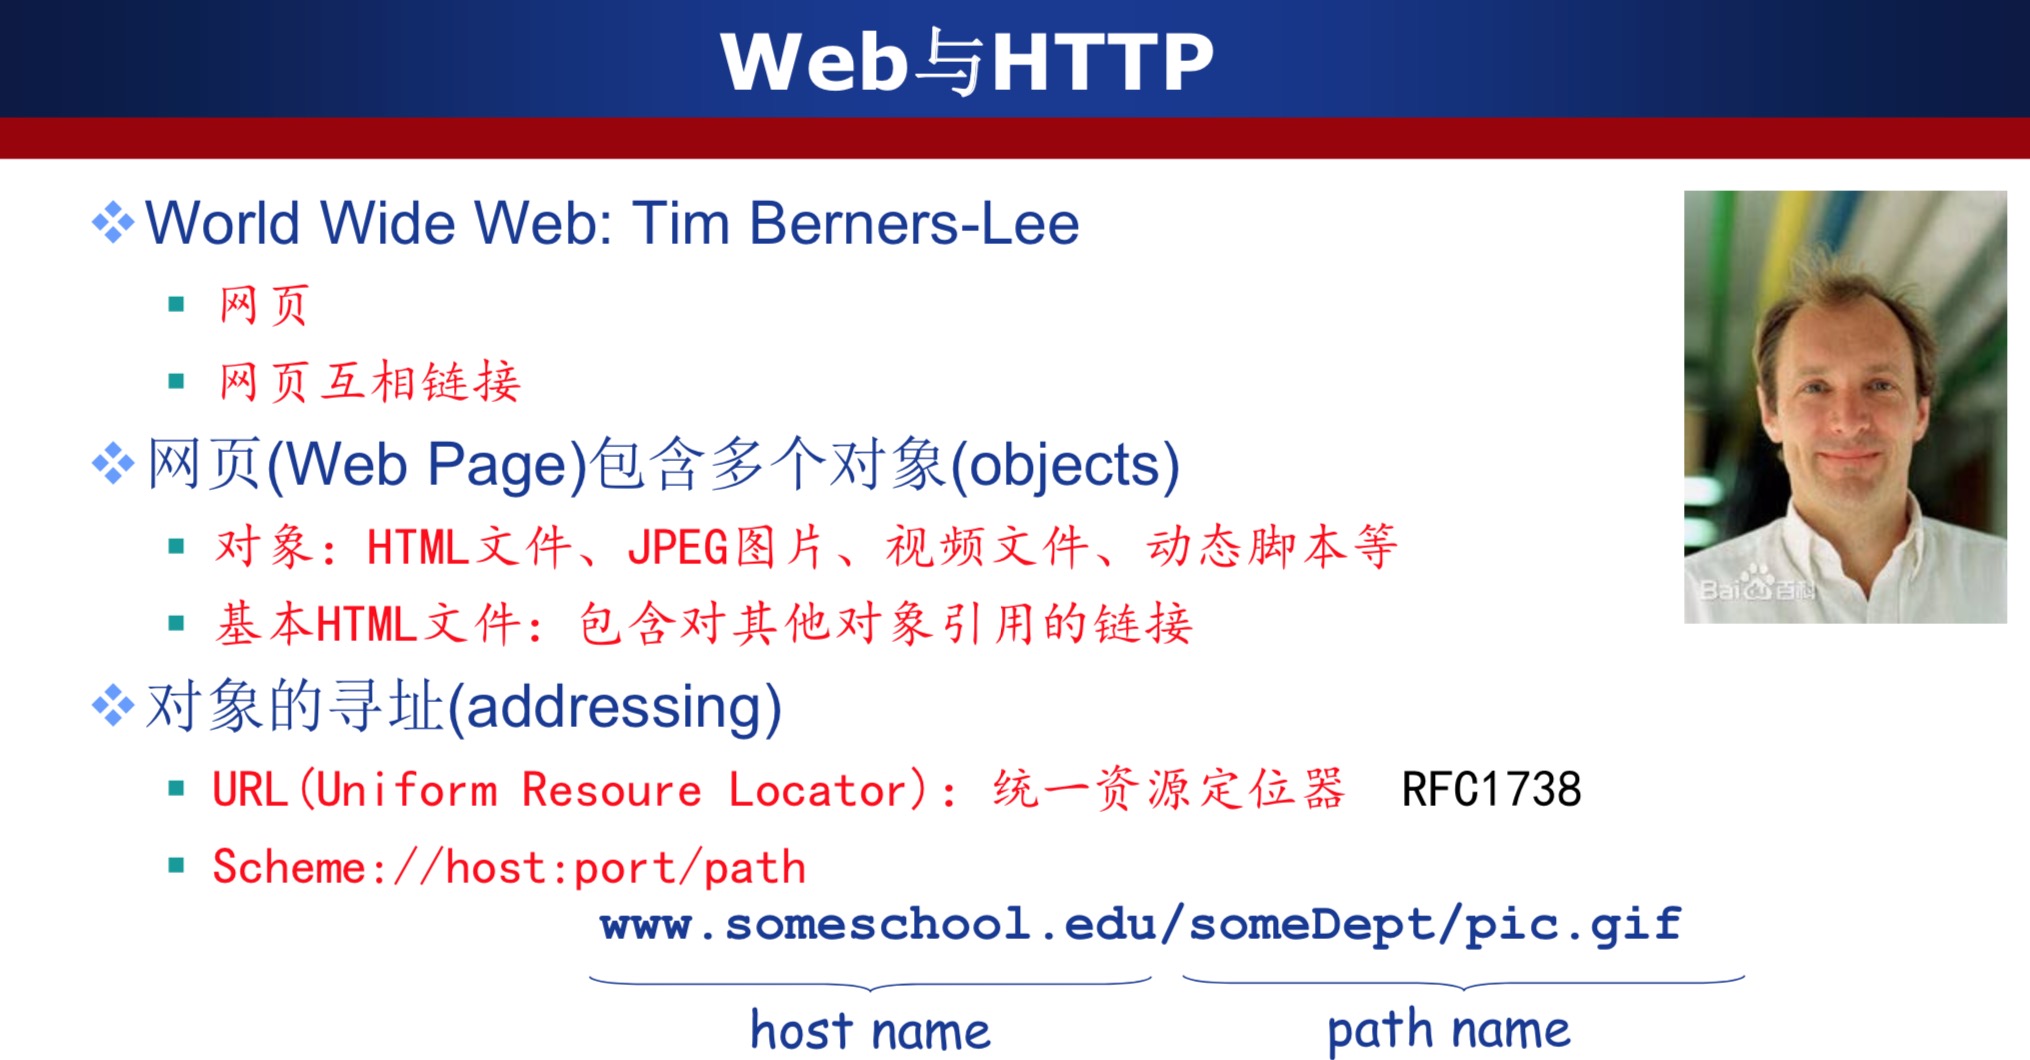 Web与HTTP
World Wide Web: Tim Berners-Lee
网页
网页互相链接
网页(Web Page)包含多个对象(objects)
对象：HTML文件、JPEG图片、视频文件、动态脚本等
基本HTML文件：包含对其他对象引用的链接
Bai百科
对象的寻址(addressing)
URL(Uniform Resoure Locator)：统一资源定位器 RFC1738
Scheme://host:port/path
www.someschool.edu/someDept/pic.gif
host name path name